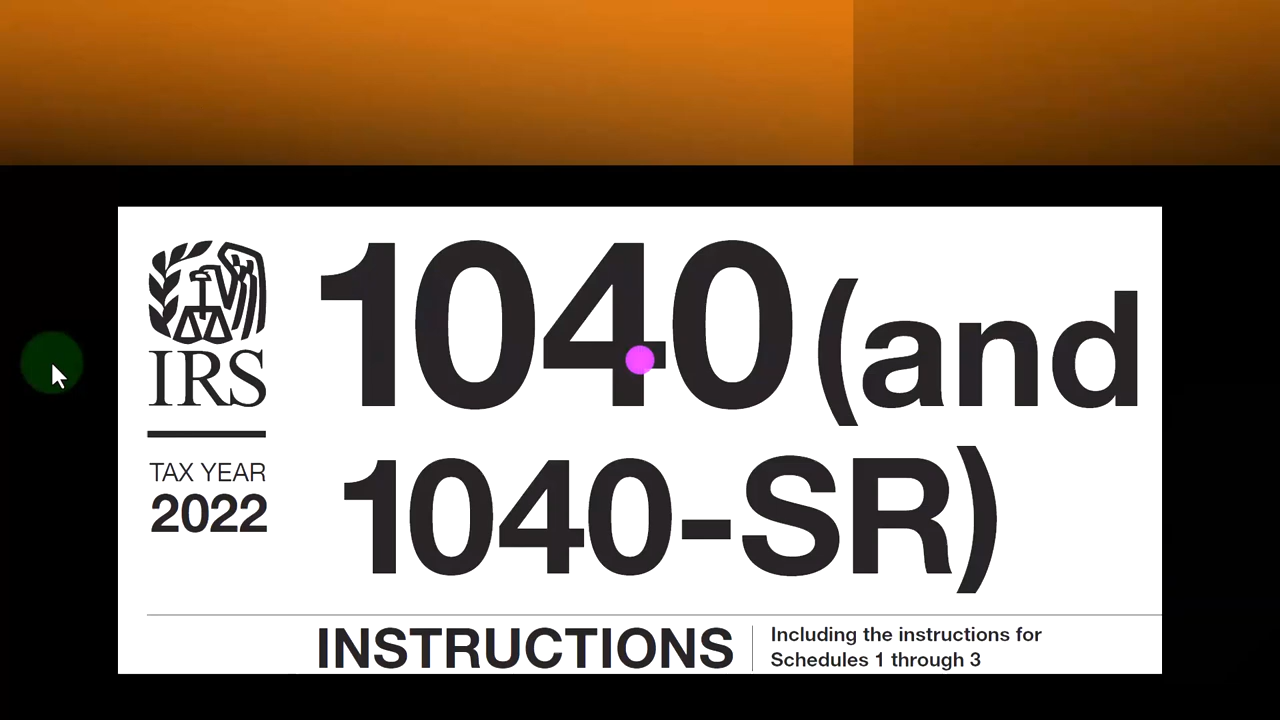 1040 (and
1040-SR)
IRS
TAX YEAR
2022
INSTRUCTIONS
Including the instructions for
Schedules 1 through 3